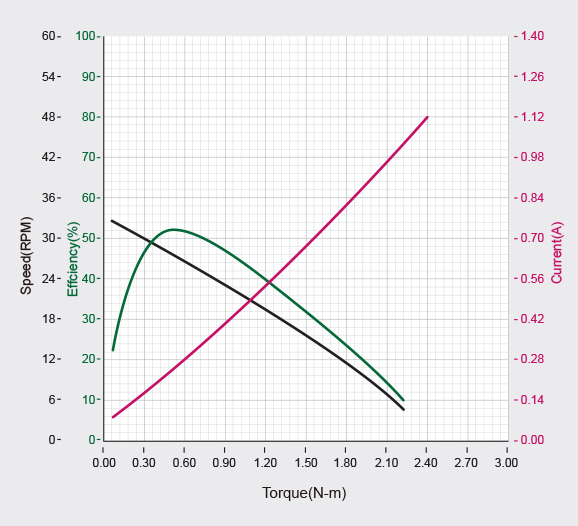 60- 100- -1.40
54- 90- -1.26
48- 80- -1.12
42- 70- -0.98
36- 60- -0.84
30- 50- -0.70
24- 40- -0.56
18- 30- -0.42
12- 20- -0.28
6- 10- -0.14
0- 0- -0.00
Speed(RPM)
Effciency(%)
Current(A)
0.00 0.30 0.60 0.90 1.20 1.50 1.80 2.10 2.40 2.70 3.00
Torque(N-m)